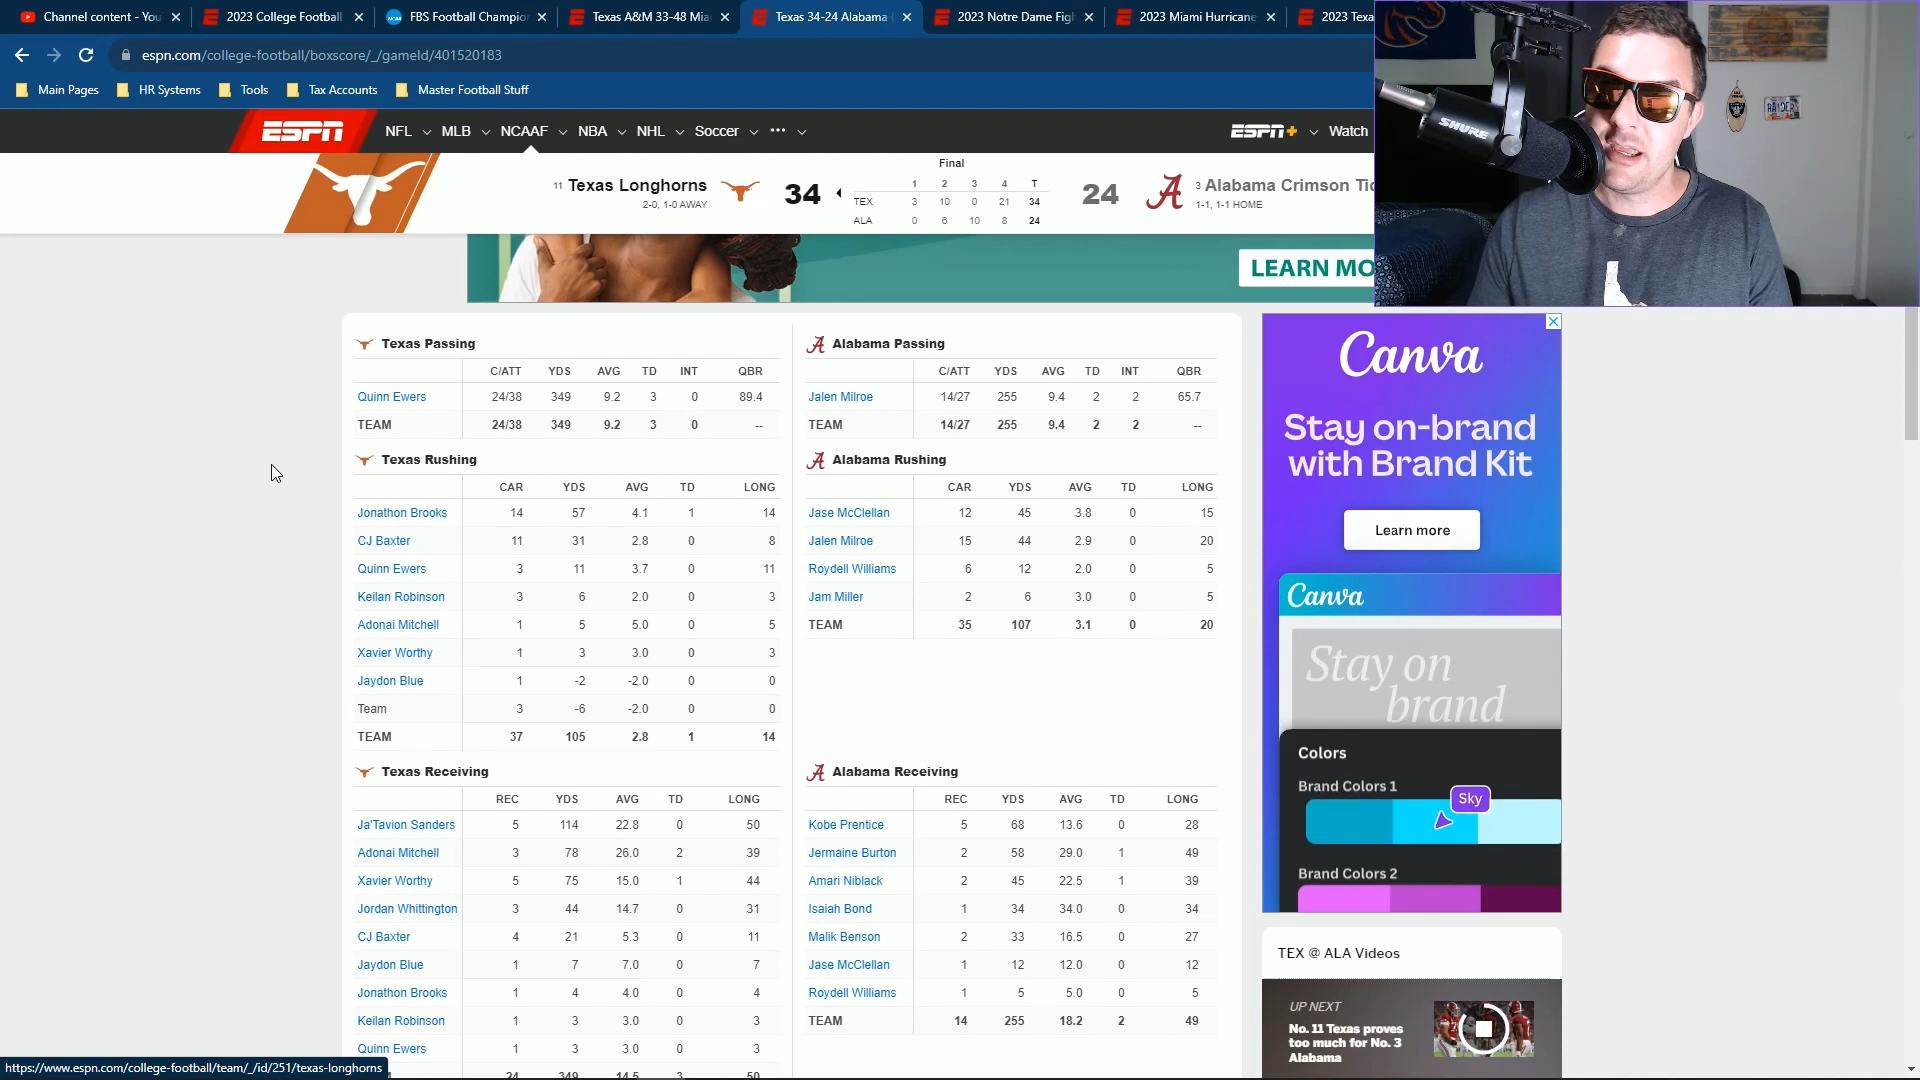 Channel content - You
2023 College Football
FBS Football Champion
Texas A&M 33-48 Mia
Texas 34-24 Alabama
2023 Notre Dame Figh
2023 Miami Hurricane
2023 Texa
espn.com/college-football/boxscore/_/gameId/401520183
Main Pages HR Systems Tools Tax Accounts Master Football Stuff
ESPN NFL MLB NCAAF NBA NHL Soccer ••• ESPN+ Watch
SHURE
Final
11 Texas Longhorns
2-0, 1-0 AWAY
34
1 2 3 4 T
TEX 3 10 0 21 34
ALA 0 6 10 8 24
24
3 Alabama Crimson Tid
1-1, 1-1 HOME
LEARN MO
Texas Passing
C/ATT YDS AVG TD INT QBR
Quinn Ewers 24/38 349 9.2 3 0 89.4
TEAM 24/38 349 9.2 3 0 --
Alabama Passing
C/ATT YDS AVG TD INT QBR
Jalen Milroe 14/27 255 9.4 2 2 65.7
TEAM 14/27 255 9.4 2 2 --
Texas Rushing
CAR YDS AVG TD LONG
Jonathon Brooks 14 57 4.1 1 14
CJ Baxter 11 31 2.8 0 8
Quinn Ewers 3 11 3.7 0 11
Keilan Robinson 3 6 2.0 0 3
Adonai Mitchell 1 5 5.0 0 5
Xavier Worthy 1 3 3.0 0 3
Jaydon Blue 1 -2 -2.0 0 0
Team 3 -6 -2.0 0 0
TEAM 37 105 2.8 1 14
Alabama Rushing
CAR YDS AVG TD LONG
Jase McClellan 12 45 3.8 0 15
Jalen Milroe 15 44 2.9 0 20
Roydell Williams 6 12 2.0 0 5
Jam Miller 2 6 3.0 0 5
TEAM 35 107 3.1 0 20
Texas Receiving
REC YDS AVG TD LONG
Ja'Tavion Sanders 5 114 22.8 0 50
Adonai Mitchell 3 78 26.0 2 39
Xavier Worthy 5 75 15.0 1 44
Jordan Whittington 3 44 14.7 0 31
CJ Baxter 4 21 5.3 0 11
Jaydon Blue 1 7 7.0 0 7
Jonathon Brooks 1 4 4.0 0 4
Keilan Robinson 1 3 3.0 0 3
Quinn Ewers 1 3 3.0 0 3
24 349 14.5 3 50
Alabama Receiving
REC YDS AVG TD LONG
Kobe Prentice 5 68 13.6 0 28
Jermaine Burton 2 58 29.0 1 49
Amari Niblack 2 45 22.5 1 39
Isaiah Bond 1 34 34.0 0 34
Malik Benson 2 33 16.5 0 27
Jase McClellan 1 12 12.0 0 12
Roydell Williams 1 5 5.0 0 5
TEAM 14 255 18.2 2 49
Canva
Stay on-brand
with Brand Kit
Learn more
Canva
Stay on
brand
Colors
Brand Colors 1
Sky
Brand Colors 2
TEX @ ALA Videos
UP NEXT
No. 11 Texas proves
too much for No. 3
Alabama
https://www.espn.com/college-football/team/_/id/251/texas-longhorns